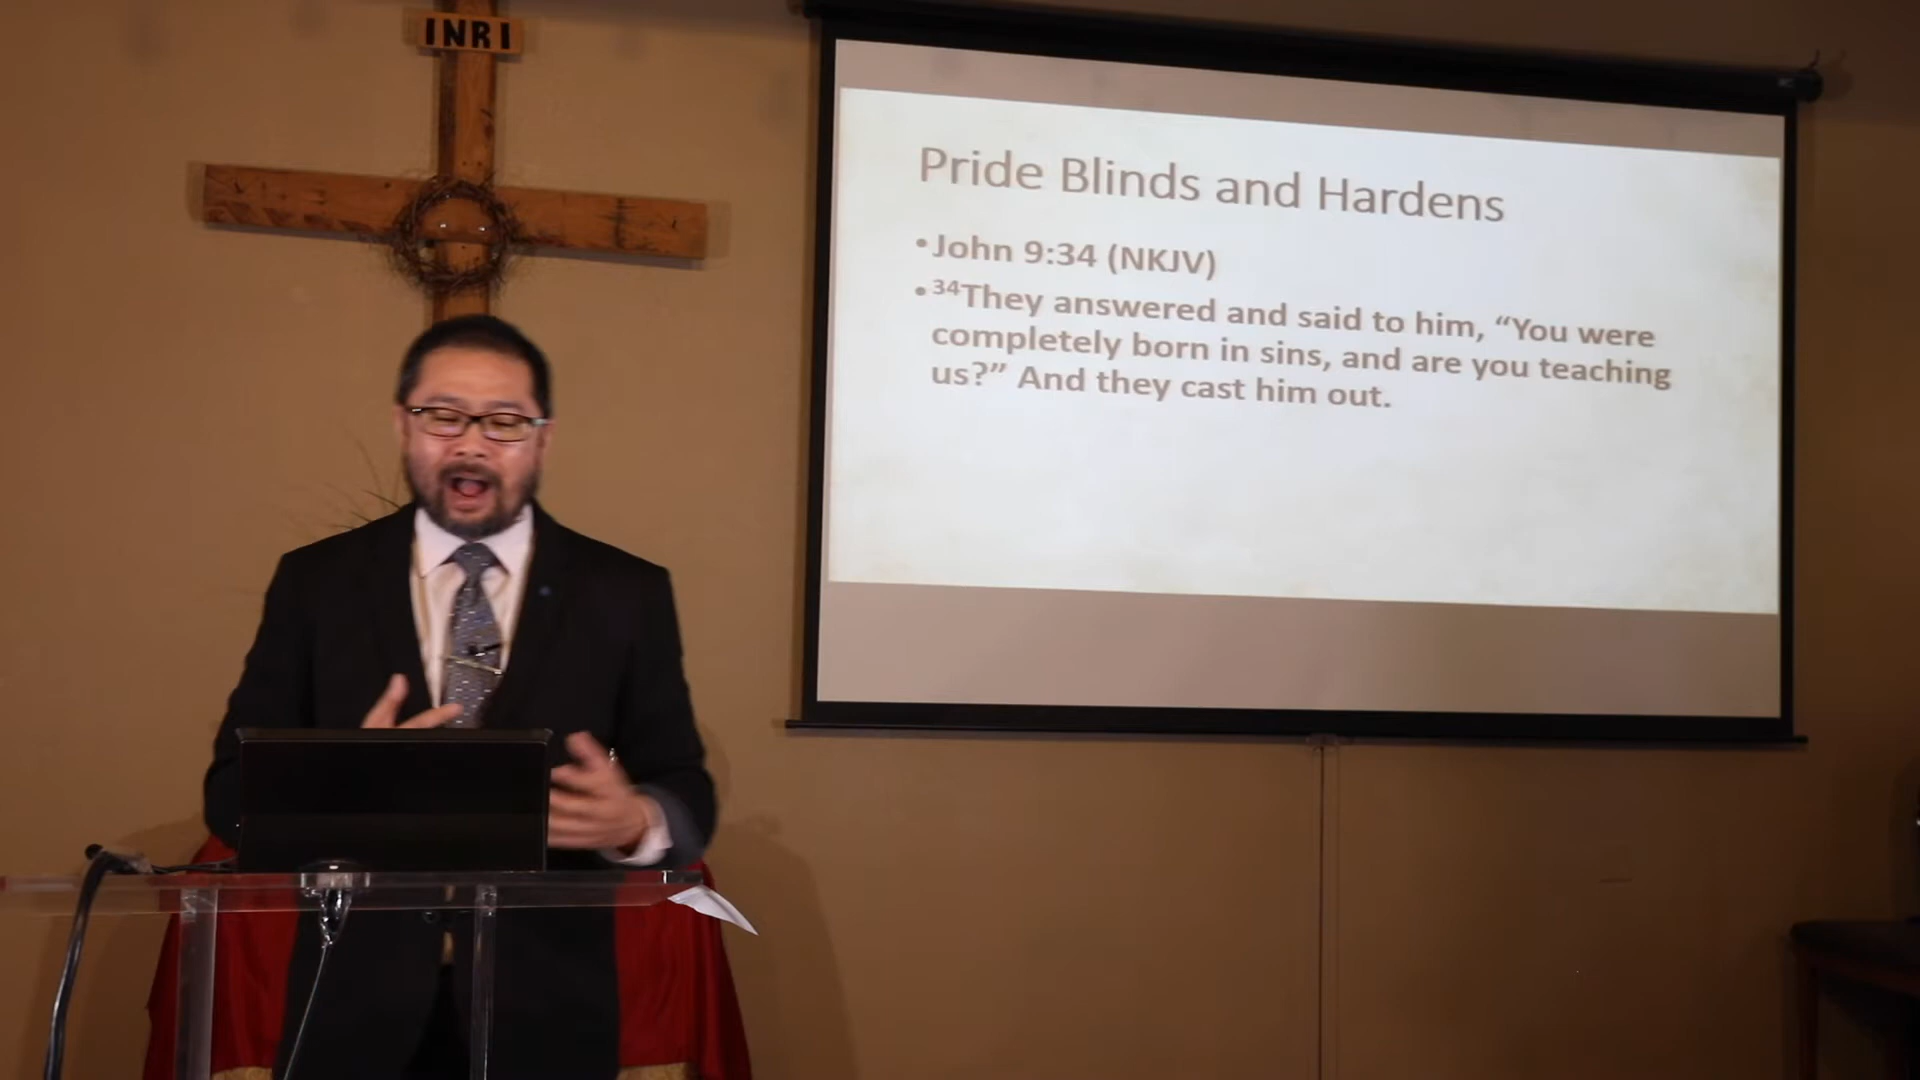 INRI
Pride Blinds and Hardens
• John 9:34 (NKJV)
• ³⁴They answered and said to him, “You were
completely born in sins, and are you teaching
us?” And they cast him out.